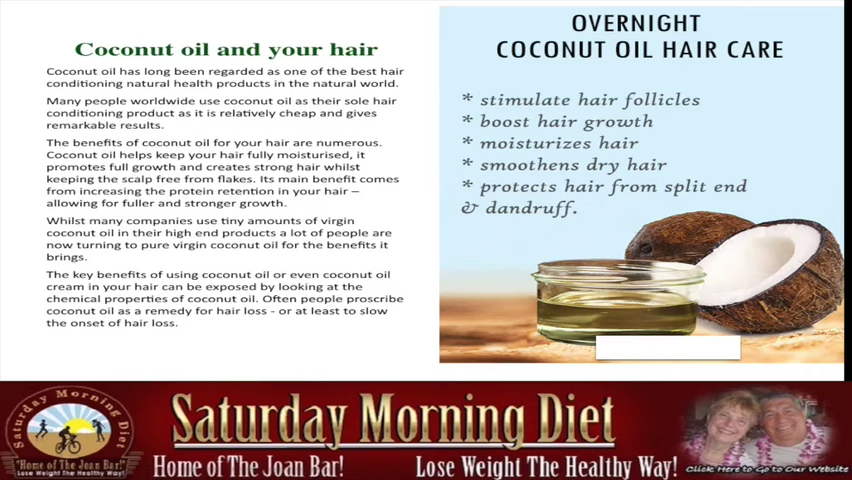 Coconut oil and your hair
Coconut oil has long been regarded as one of the best hair
conditioning natural health products in the natural world.
Many people worldwide use coconut oil as their sole hair
conditioning product as it is relatively cheap and gives
remarkable results.
The benefits of coconut oil for your hair are numerous.
Coconut oil helps keep your hair fully moisturised, it
promotes full growth and creates strong hair whilst
keeping the scalp free from flakes. Its main benefit comes
from increasing the protein retention in your hair –
allowing for fuller and stronger growth.
Whilst many companies use tiny amounts of virgin
coconut oil in their high end products a lot of people are
now turning to pure virgin coconut oil for the benefits it
brings.
The key benefits of using coconut oil or even coconut oil
cream in your hair can be exposed by looking at the
chemical properties of coconut oil. Often people proscribe
coconut oil as a remedy for hair loss - or at least to slow
the onset of hair loss.
OVERNIGHT
COCONUT OIL HAIR CARE
* stimulate hair follicles
* boost hair growth
* moisturizes hair
* smoothens dry hair
* protects hair from split end
& dandruff.
Saturday Morning Diet
"Home of The Joan Bar!"
Lose Weight The Healthy Way!
Saturday Morning Diet
Home of The Joan Bar! Lose Weight The Healthy Way!
Click Here to Go to Our Website